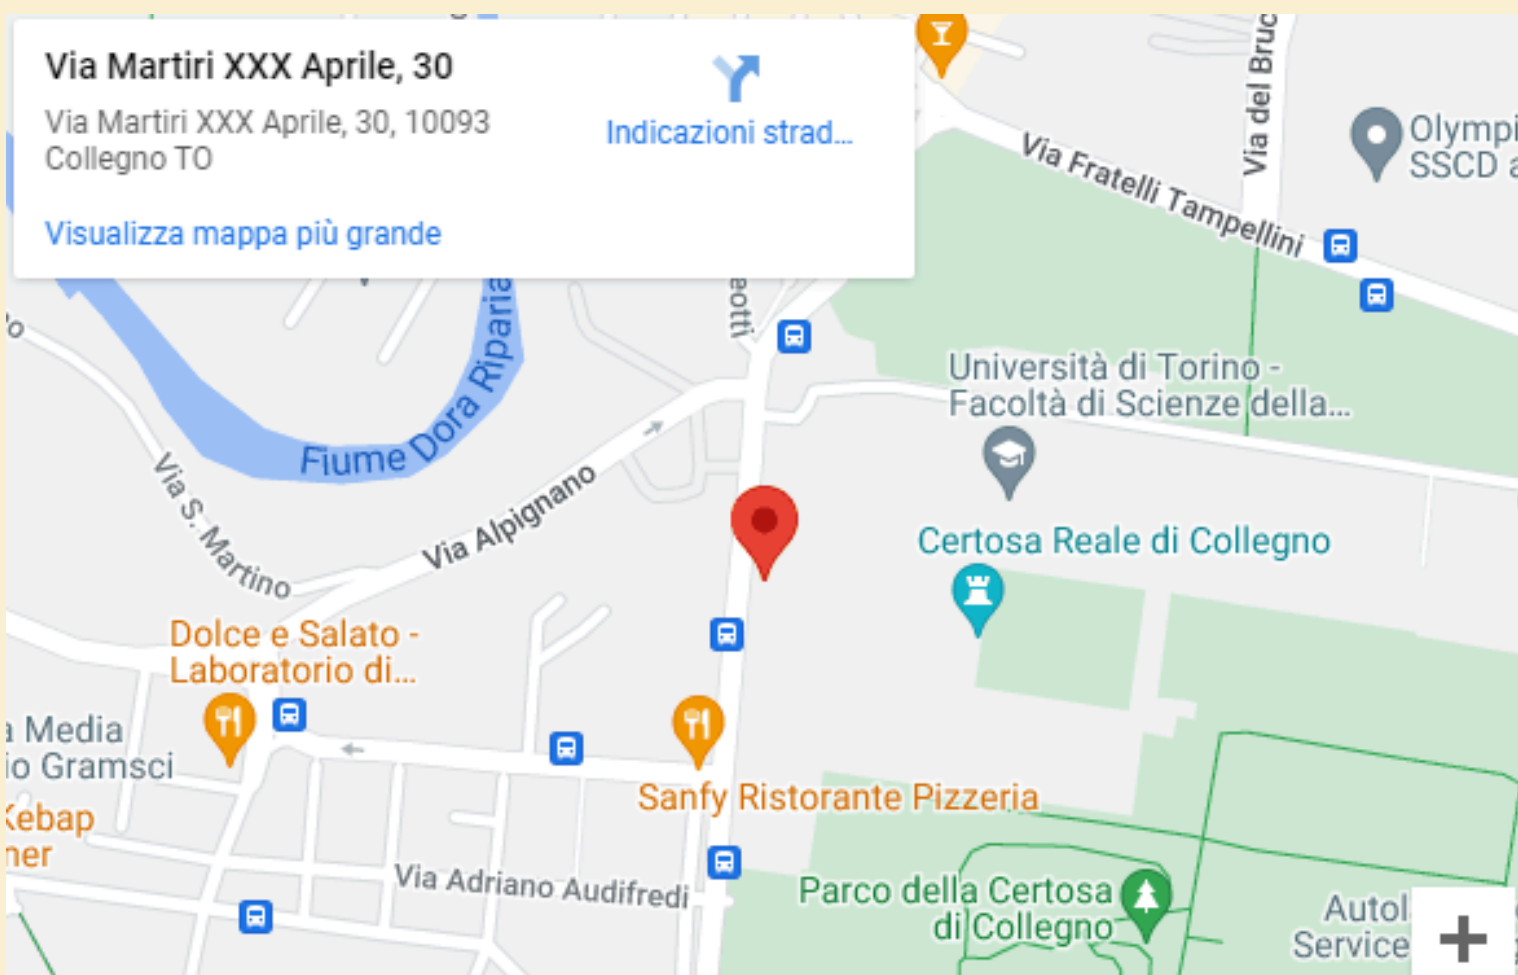 Via Martiri XXX Aprile, 30
Via Martiri XXX Aprile, 30, 10093
Collegno TO
Indicazioni strad...
Visualizza mappa più grande
Via del Bruc
Olympi
SSCD a
Via Fratelli Tampellini
eotti
Fiume Dora Riparia
Università di Torino -
Facoltà di Scienze della...
Via S. Martino
Via Alpignano
Certosa Reale di Collegno
Dolce e Salato -
Laboratorio di...
a Media
io Gramsci
Sanfy Ristorante Pizzeria
Kebap
ner
Via Adriano Audifredi
Parco della Certosa
di Collegno
Autol
Service